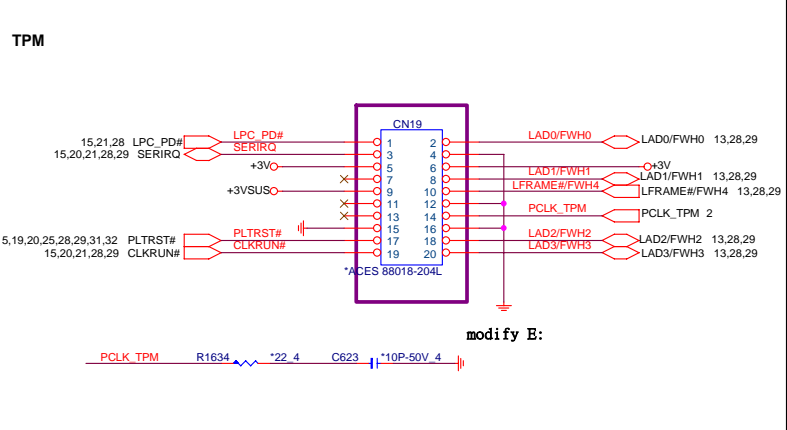 TPM
CN19
15,21,28 LPC_PD# LPC_PD# 1 2 LAD0/FWH0 LAD0/FWH0 13,28,29
15,20,21,28,29 SERIRQ SERIRQ 3 4
+3V 5 6 +3V
7 8 LAD1/FWH1 LAD1/FWH1 13,28,29
+3VSUS 9 10 LFRAME#/FWH4 LFRAME#/FWH4 13,28,29
11 12
13 14 PCLK_TPM PCLK_TPM 2
15 16
5,19,20,25,28,29,31,32 PLTRST# PLTRST# 17 18 LAD2/FWH2 LAD2/FWH2 13,28,29
15,20,21,28,29 CLKRUN# CLKRUN# 19 20 LAD3/FWH3 LAD3/FWH3 13,28,29
*ACES 88018-204L
modify E:
PCLK_TPM R1634 *22_4 C623 *10P-50V_4